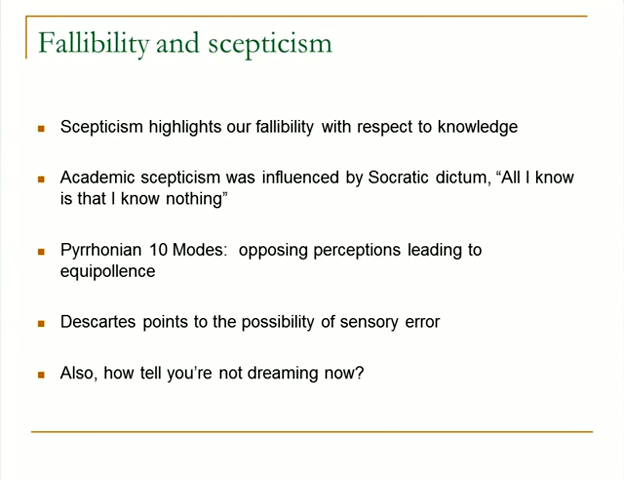 Fallibility and scepticism
Scepticism highlights our fallibility with respect to knowledge
Academic scepticism was influenced by Socratic dictum, “All I know
is that I know nothing”
Pyrrhonian 10 Modes: opposing perceptions leading to
equipollence
Descartes points to the possibility of sensory error
Also, how tell you’re not dreaming now?